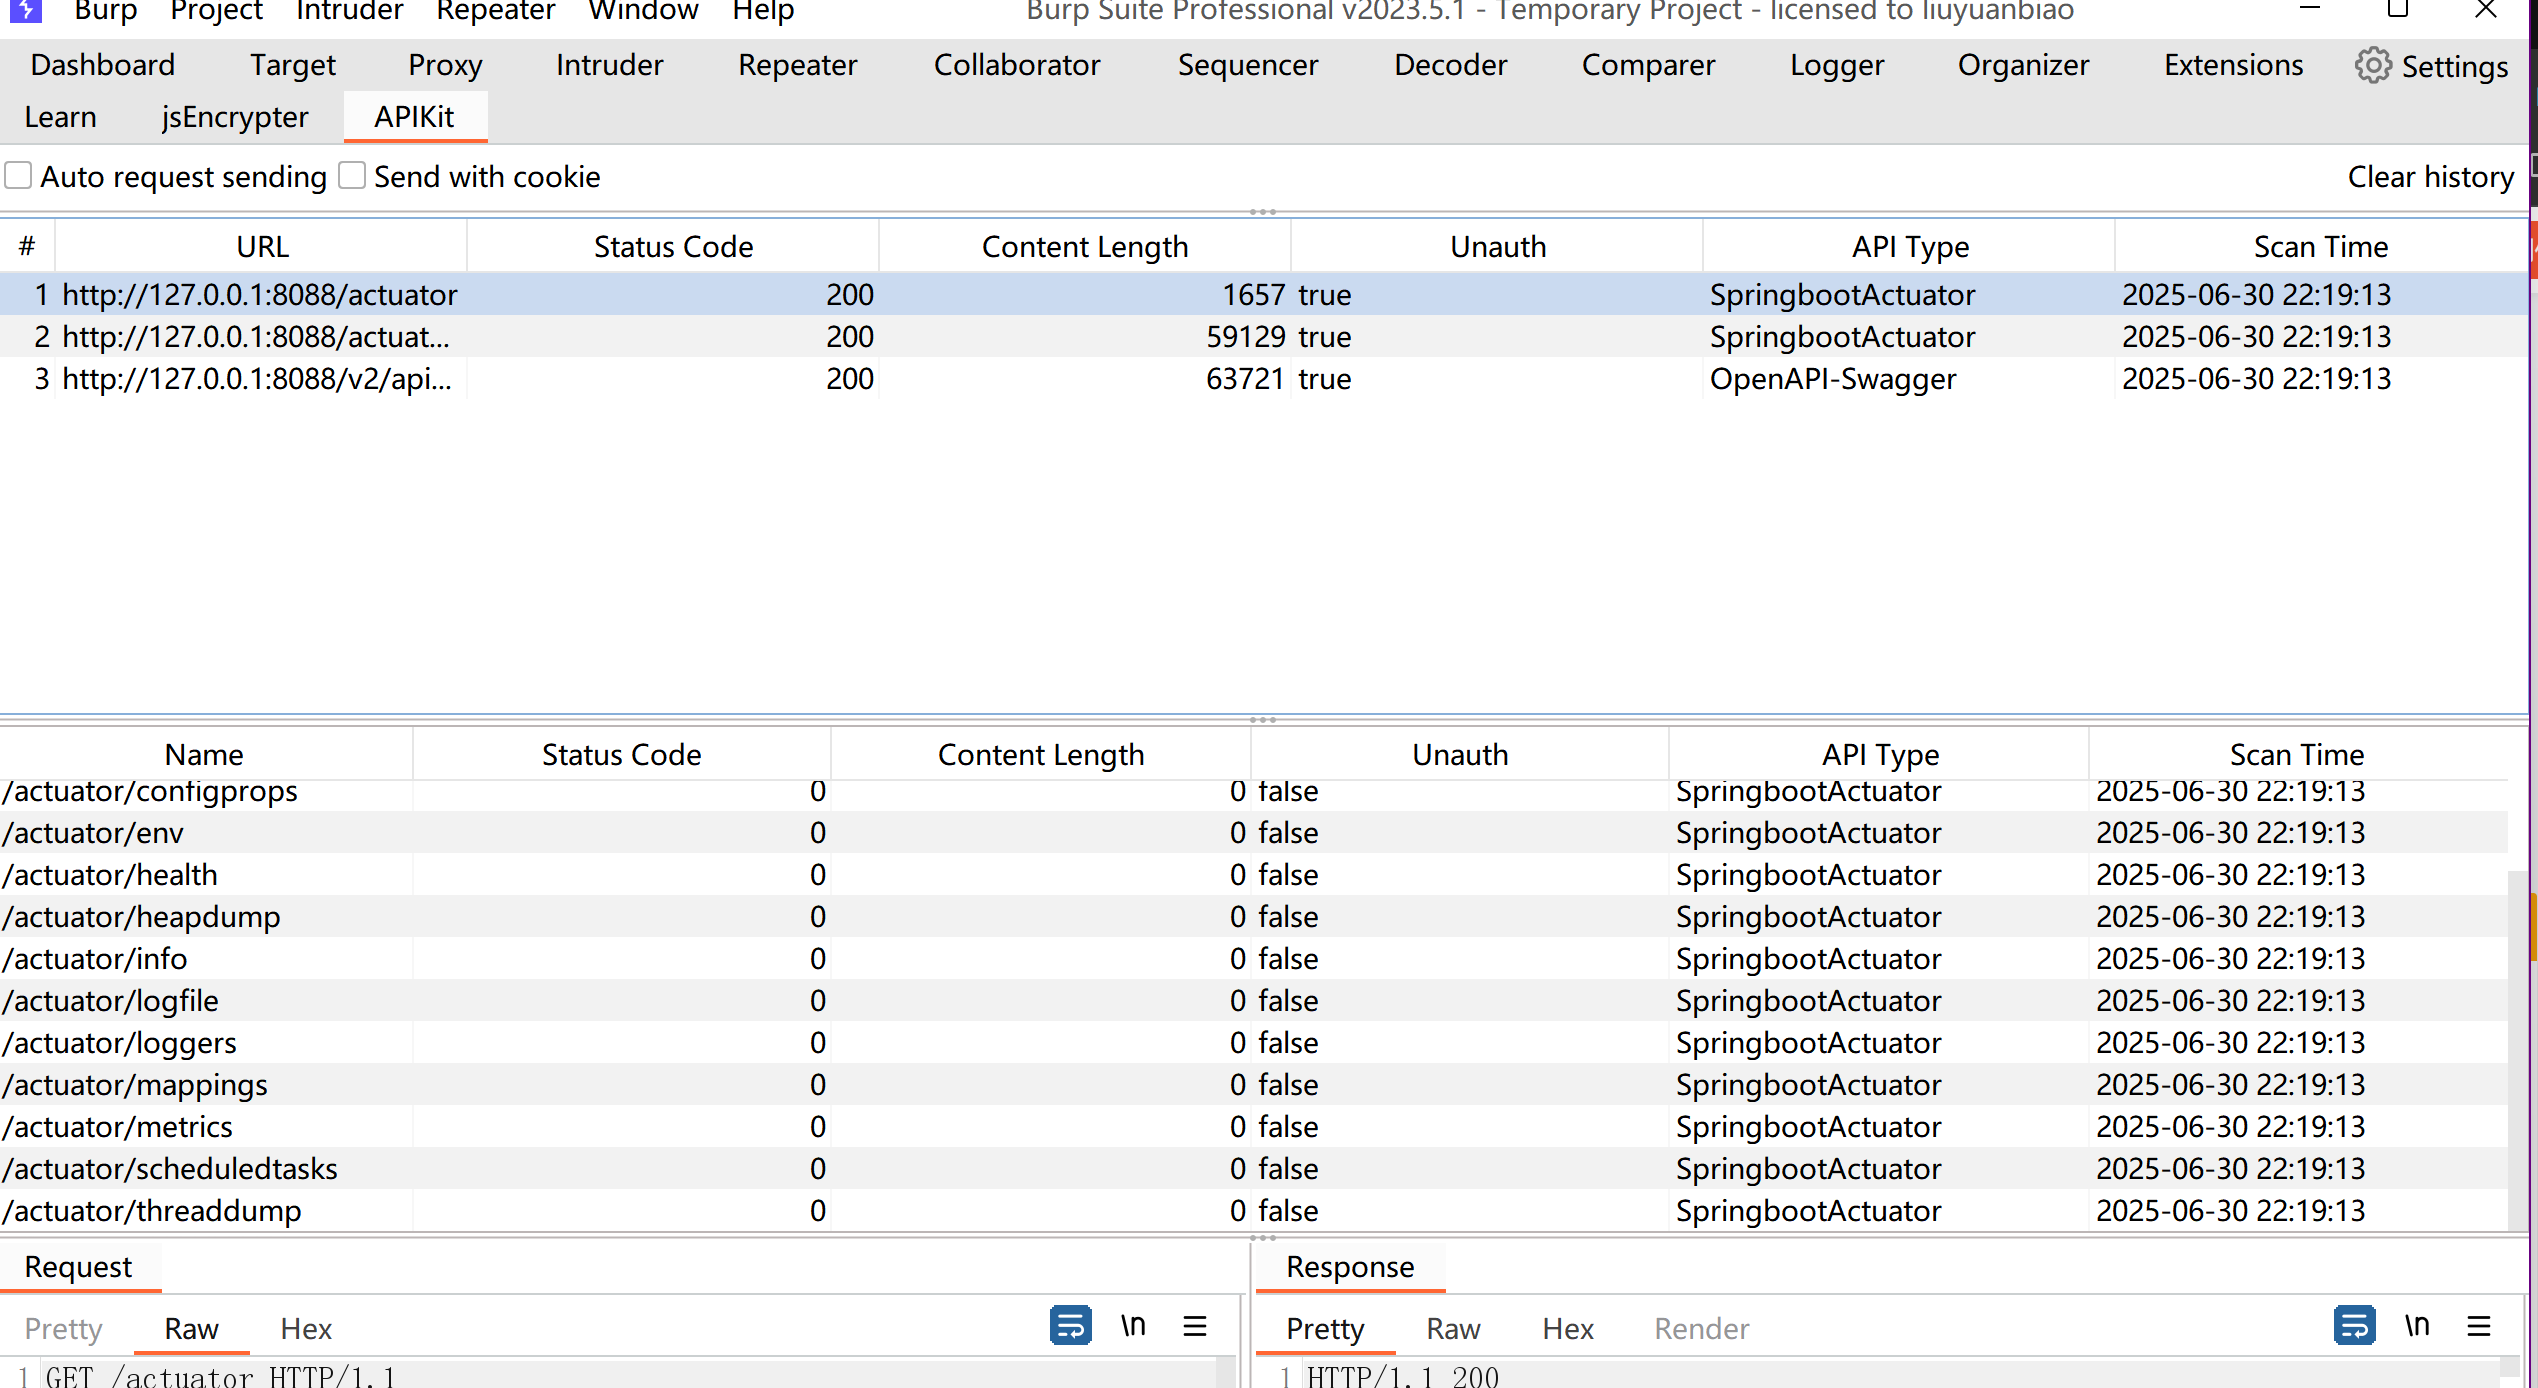 Burp Project Intruder Repeater Window Help Burp Suite Professional v2023.5.1 - Temporary Project - licensed to liuyuanbiao
Dashboard Target Proxy Intruder Repeater Collaborator Sequencer Decoder Comparer Logger Organizer Extensions Settings
Learn jsEncrypter APIKit
Auto request sending Send with cookie Clear history
# URL Status Code Content Length Unauth API Type Scan Time
1 http://127.0.0.1:8088/actuator 200 1657 true SpringbootActuator 2025-06-30 22:19:13
2 http://127.0.0.1:8088/actuat... 200 59129 true SpringbootActuator 2025-06-30 22:19:13
3 http://127.0.0.1:8088/v2/api... 200 63721 true OpenAPI-Swagger 2025-06-30 22:19:13
Name Status Code Content Length Unauth API Type Scan Time
/actuator/configprops 0 0 false SpringbootActuator 2025-06-30 22:19:13
/actuator/env 0 0 false SpringbootActuator 2025-06-30 22:19:13
/actuator/health 0 0 false SpringbootActuator 2025-06-30 22:19:13
/actuator/heapdump 0 0 false SpringbootActuator 2025-06-30 22:19:13
/actuator/info 0 0 false SpringbootActuator 2025-06-30 22:19:13
/actuator/logfile 0 0 false SpringbootActuator 2025-06-30 22:19:13
/actuator/loggers 0 0 false SpringbootActuator 2025-06-30 22:19:13
/actuator/mappings 0 0 false SpringbootActuator 2025-06-30 22:19:13
/actuator/metrics 0 0 false SpringbootActuator 2025-06-30 22:19:13
/actuator/scheduledtasks 0 0 false SpringbootActuator 2025-06-30 22:19:13
/actuator/threaddump 0 0 false SpringbootActuator 2025-06-30 22:19:13
Request Response
Pretty Raw Hex \n Pretty Raw Hex Render \n
1 GET /actuator HTTP/1.1 1 HTTP/1.1 200